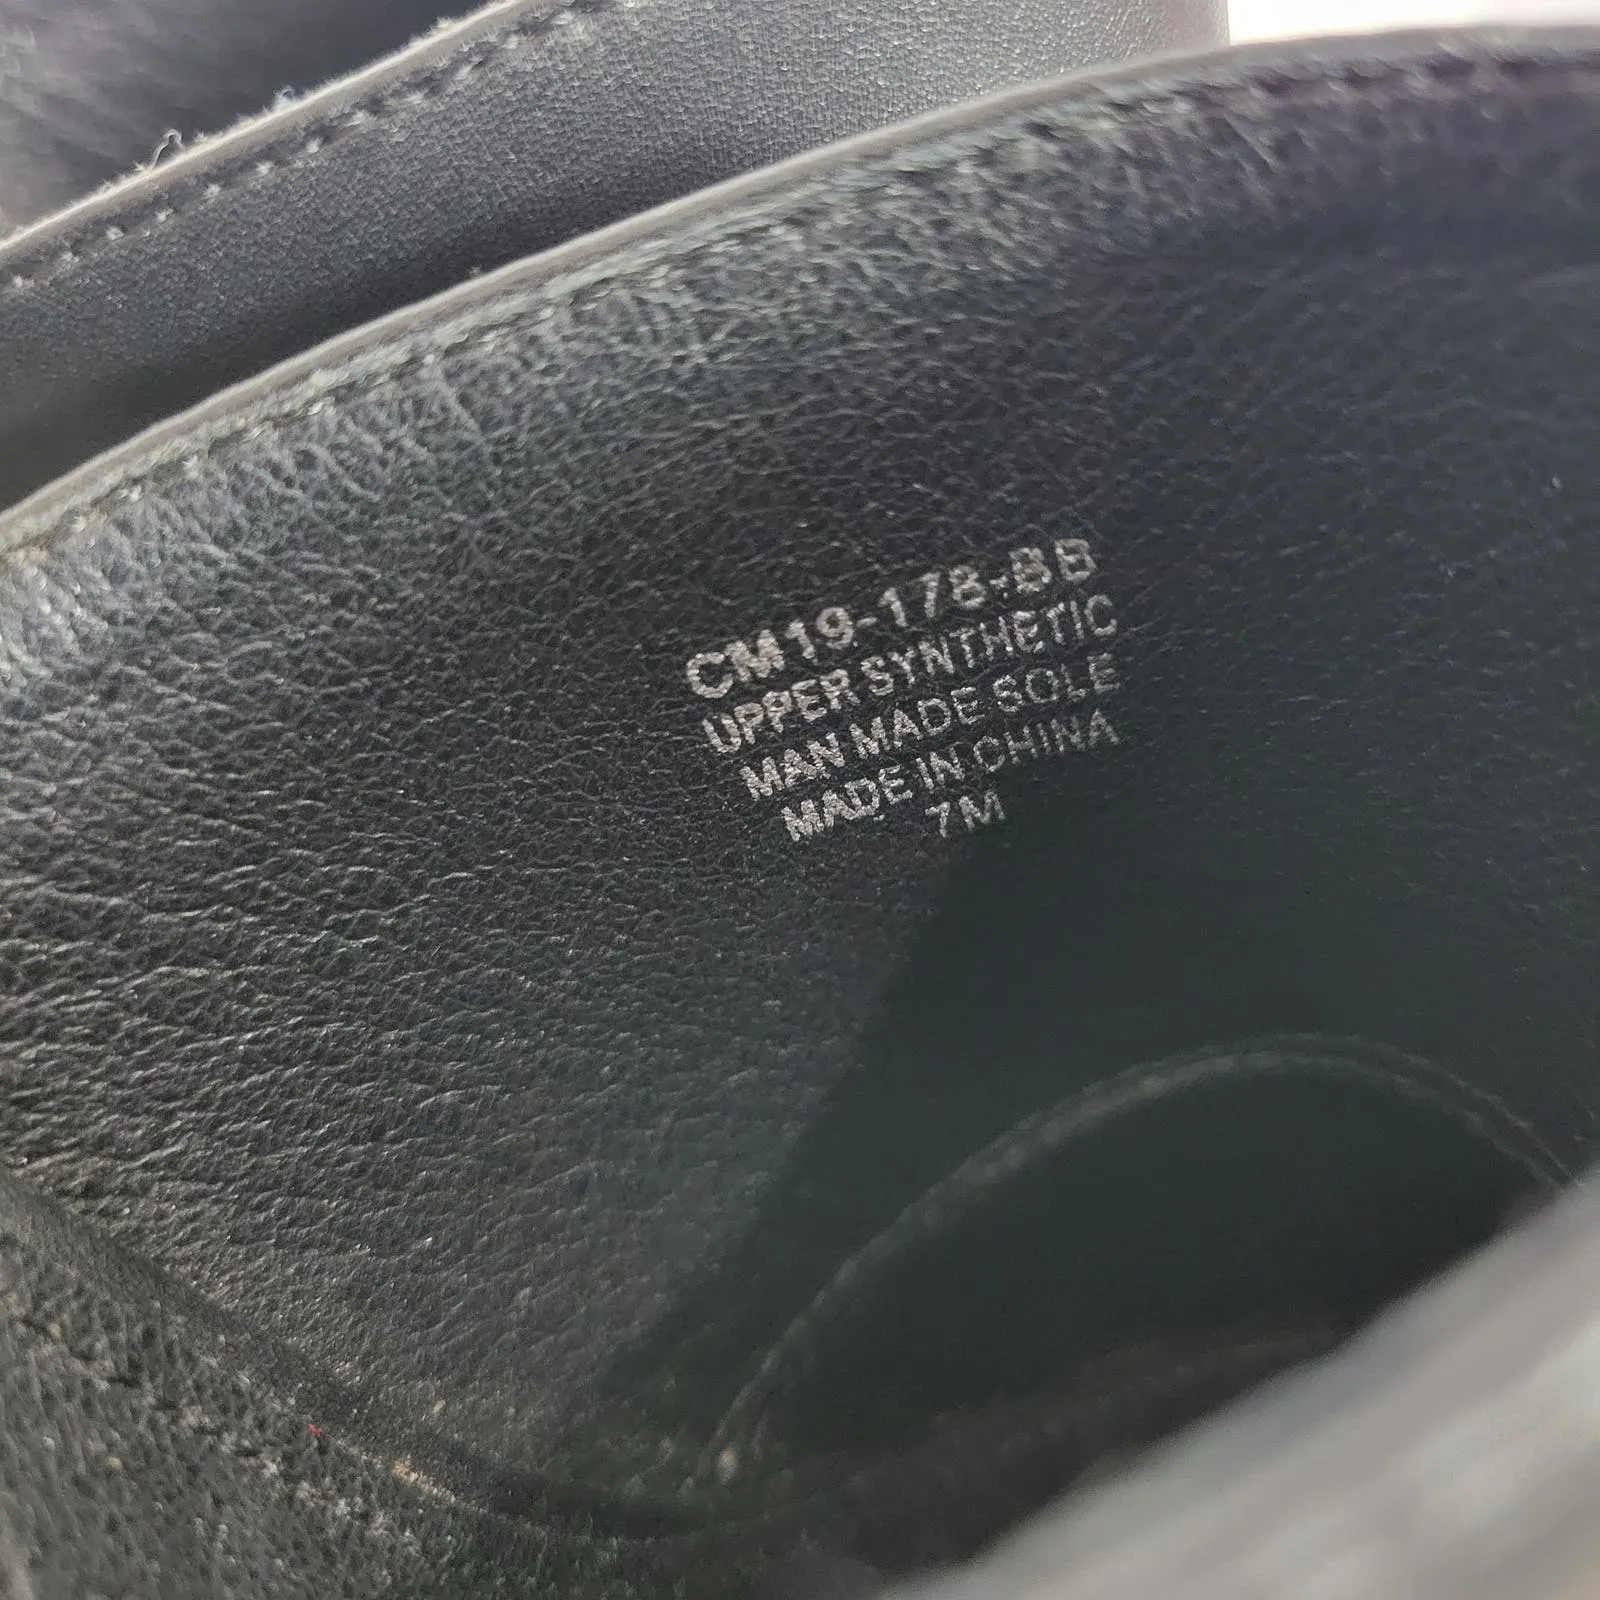 CM19-178-BB
UPPER SYNTHETIC
MAN MADE SOLE
MADE IN CHINA
7M